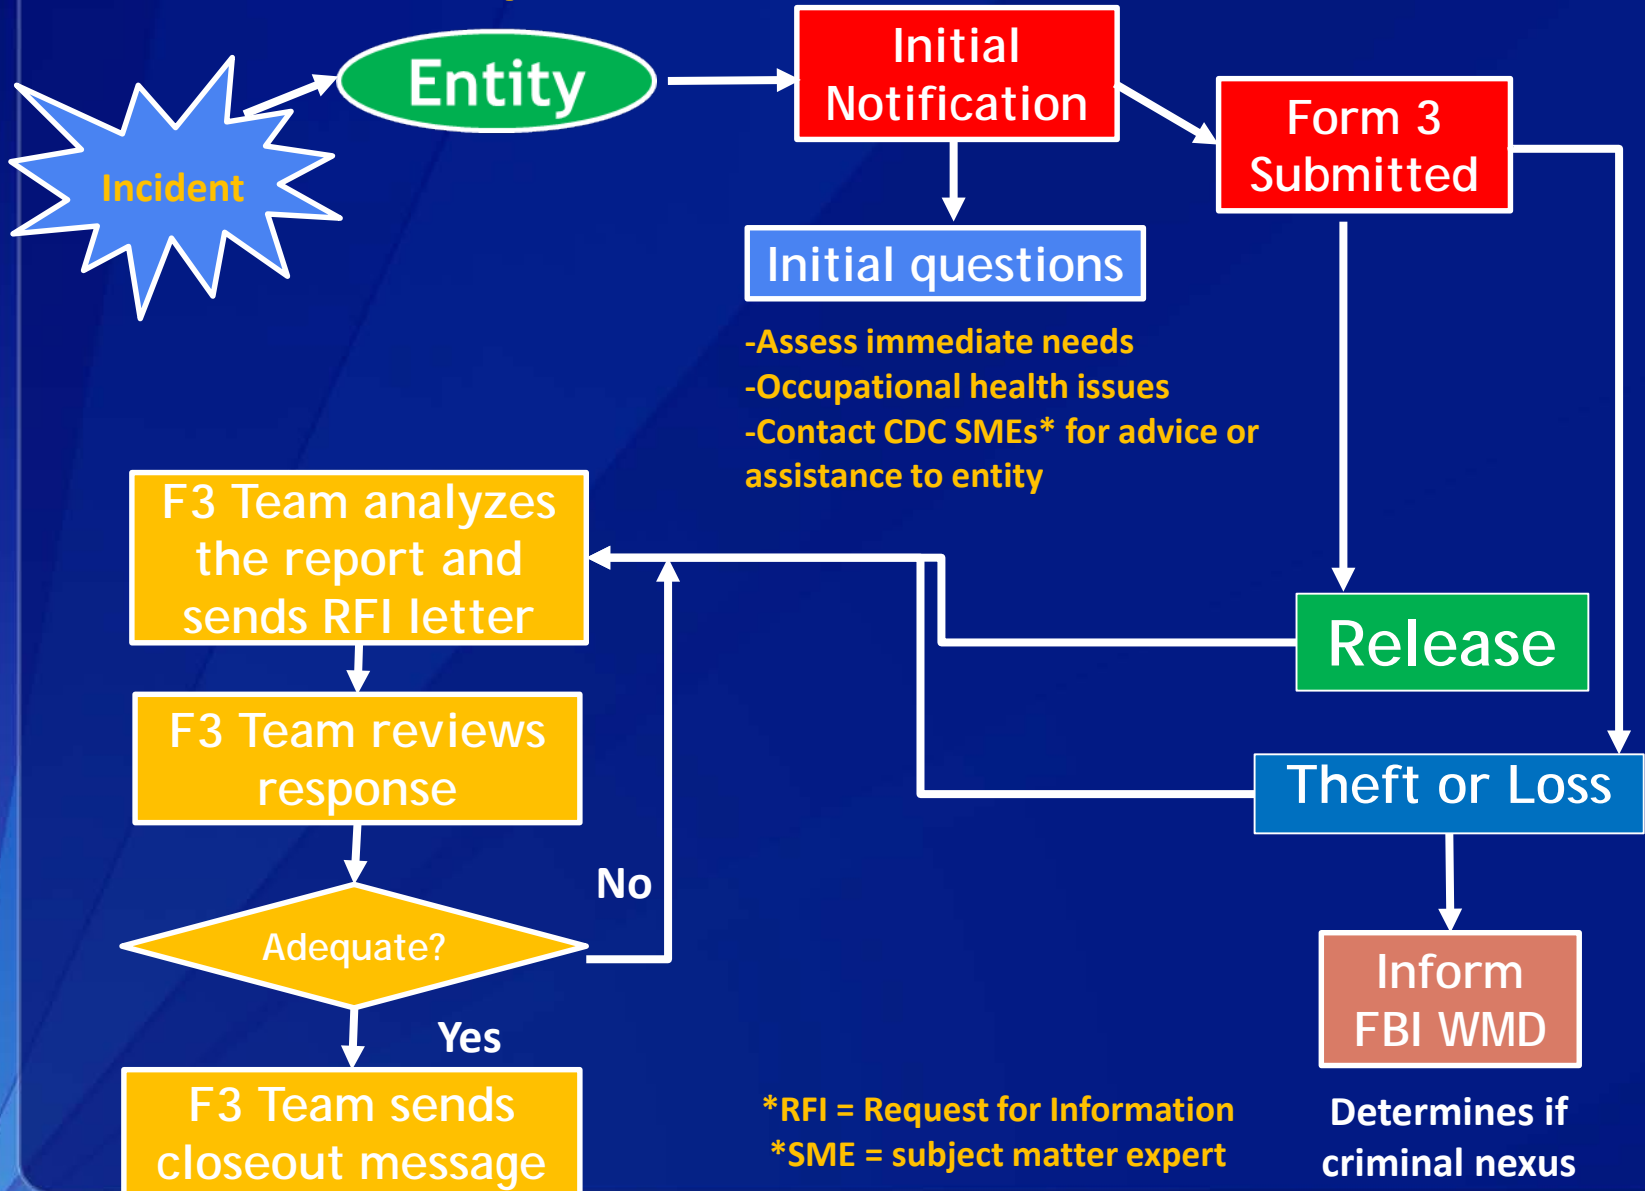 Incident
Entity
Initial
Notification
Form 3
Submitted
Initial questions
-Assess immediate needs
-Occupational health issues
-Contact CDC SMEs* for advice or
assistance to entity
Release
Theft or Loss
Inform
FBI WMD
Determines if
criminal nexus
F3 Team analyzes
the report and
sends RFI letter
F3 Team reviews
response
Adequate?
No
Yes
F3 Team sends
closeout message
*RFI = Request for Information
*SME = subject matter expert